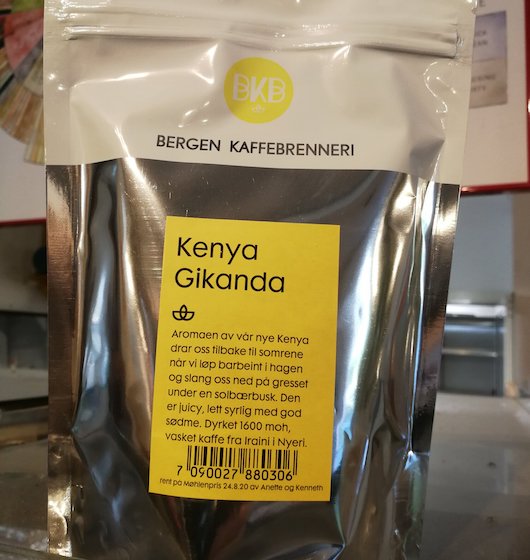 BKB
BERGEN KAFFEBRENNERI
Kenya
Gikanda
Aromaen av vår nye Kenya
drar oss tilbake til somrene
når vi løp barbeint i hagen
og slang oss ned på gresset
under en solbærbusk. Den
er juicy, lett syrlig med god
sødme. Dyrket 1600 moh,
vasket kaffe fra Iraini i Nyeri.
7 090027 880306
rent pa Møhlenpris 24.8.20 av Anette og Kenneth